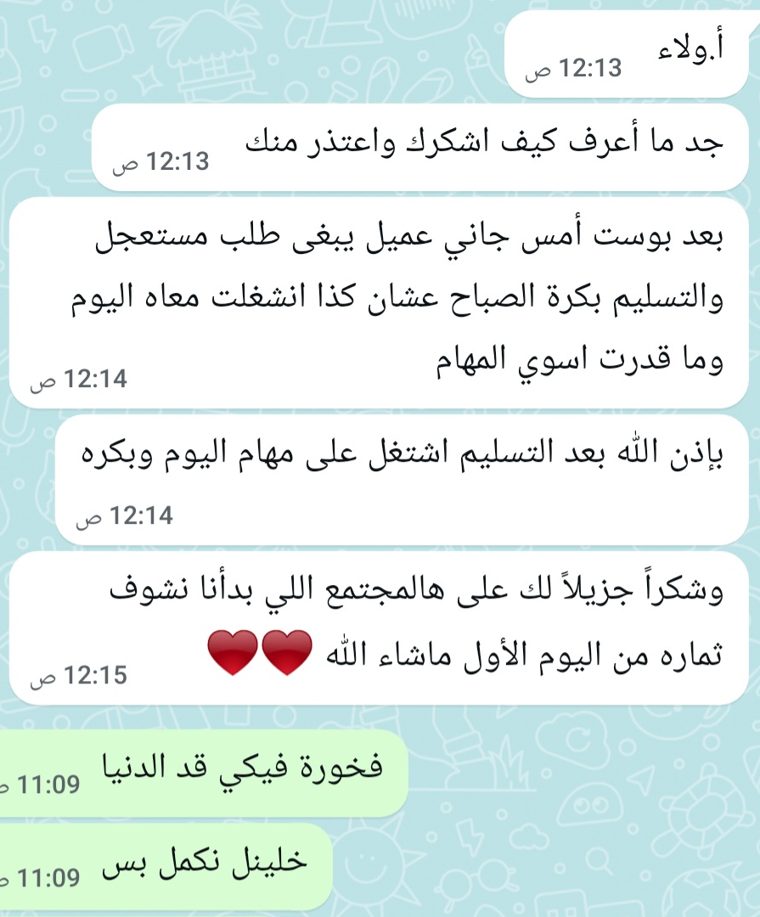 أ.ولاء
12:13 ص
جد ما أعرف كيف اشكرك واعتذر منك
12:13 ص
بعد بوست أمس جاني عميل يبغى طلب مستعجل
والتسليم بكرة الصباح عشان كذا انشغلت معاه اليوم
وما قدرت اسوي المهام
12:14 ص
بإذن الله بعد التسليم اشتغل على مهام اليوم وبكره
12:14 ص
وشكراً جزيلاً لك على هالمجتمع اللي بدأنا نشوف
ثماره من اليوم الأول ماشاء الله ❤️❤️
12:15 ص
فخورة فيكي قد الدنيا
11:09 ص
خلينل نكمل بس
11:09 ص